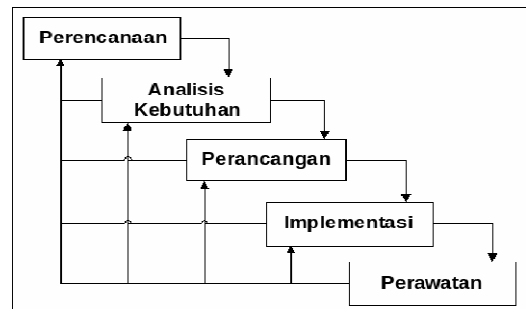 Perencanaan
Analisis
Kebutuhan
Perancangan
Implementasi
Perawatan